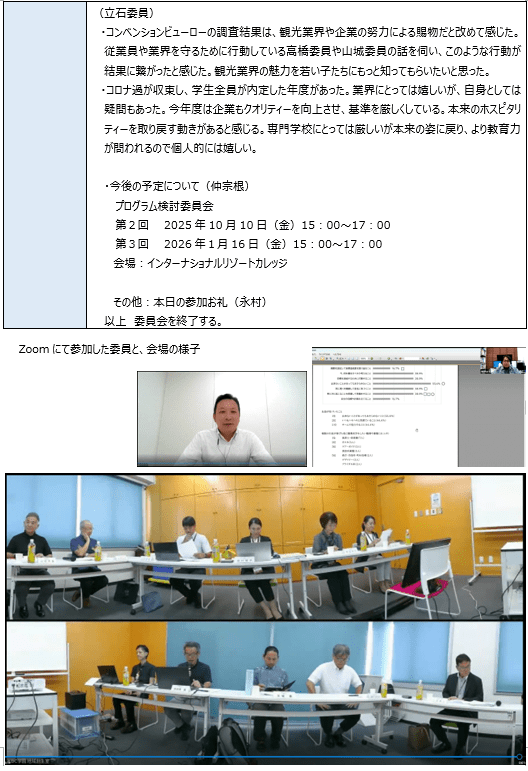 （立石委員）
・コンベンションビューローの調査結果は、観光業界や企業の努力による賜物だと改めて感じた。
従業員や業界を守るために行動している高橋委員や山城委員の話を伺い、このような行動が
結果に繋がったと感じた。観光業界の魅力を若い子たちにもっと知ってもらいたいと思った。
・コロナ過が収束し、学生全員が内定した年度があった。業界にとっては嬉しいが、自身としては
疑問もあった。今年度は企業もクオリティーを向上させ、基準を厳しくしている。本来のホスピタリ
ティーを取り戻す動きがあると感じる。専門学校にとっては厳しいが本来の姿に戻り、より教育力
が問われるので個人的には嬉しい。
・今後の予定について（仲宗根）
プログラム検討委員会
第２回　2025年10月10日（金）15：00～17：00
第３回　2026年1月16日（金）15：00～17：00
会場：インターナショナルリゾートカレッジ
その他：本日の参加お礼（永村）
以上　委員会を終了する。
Zoomにて参加した委員と、会場の様子